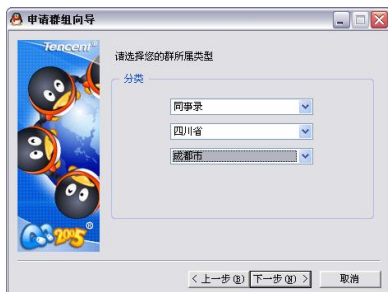 申请群组向导
Tencent
请选择您的群所属类型
分类
同事录
四川省
成都市
QQ2005®
< 上一步(B)
下一步(N) >
取消